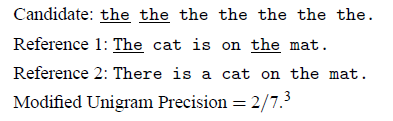 Candidate: the the the the the the the.
Reference 1: The cat is on the mat.
Reference 2: There is a cat on the mat.
Modified Unigram Precision = 2/7.³